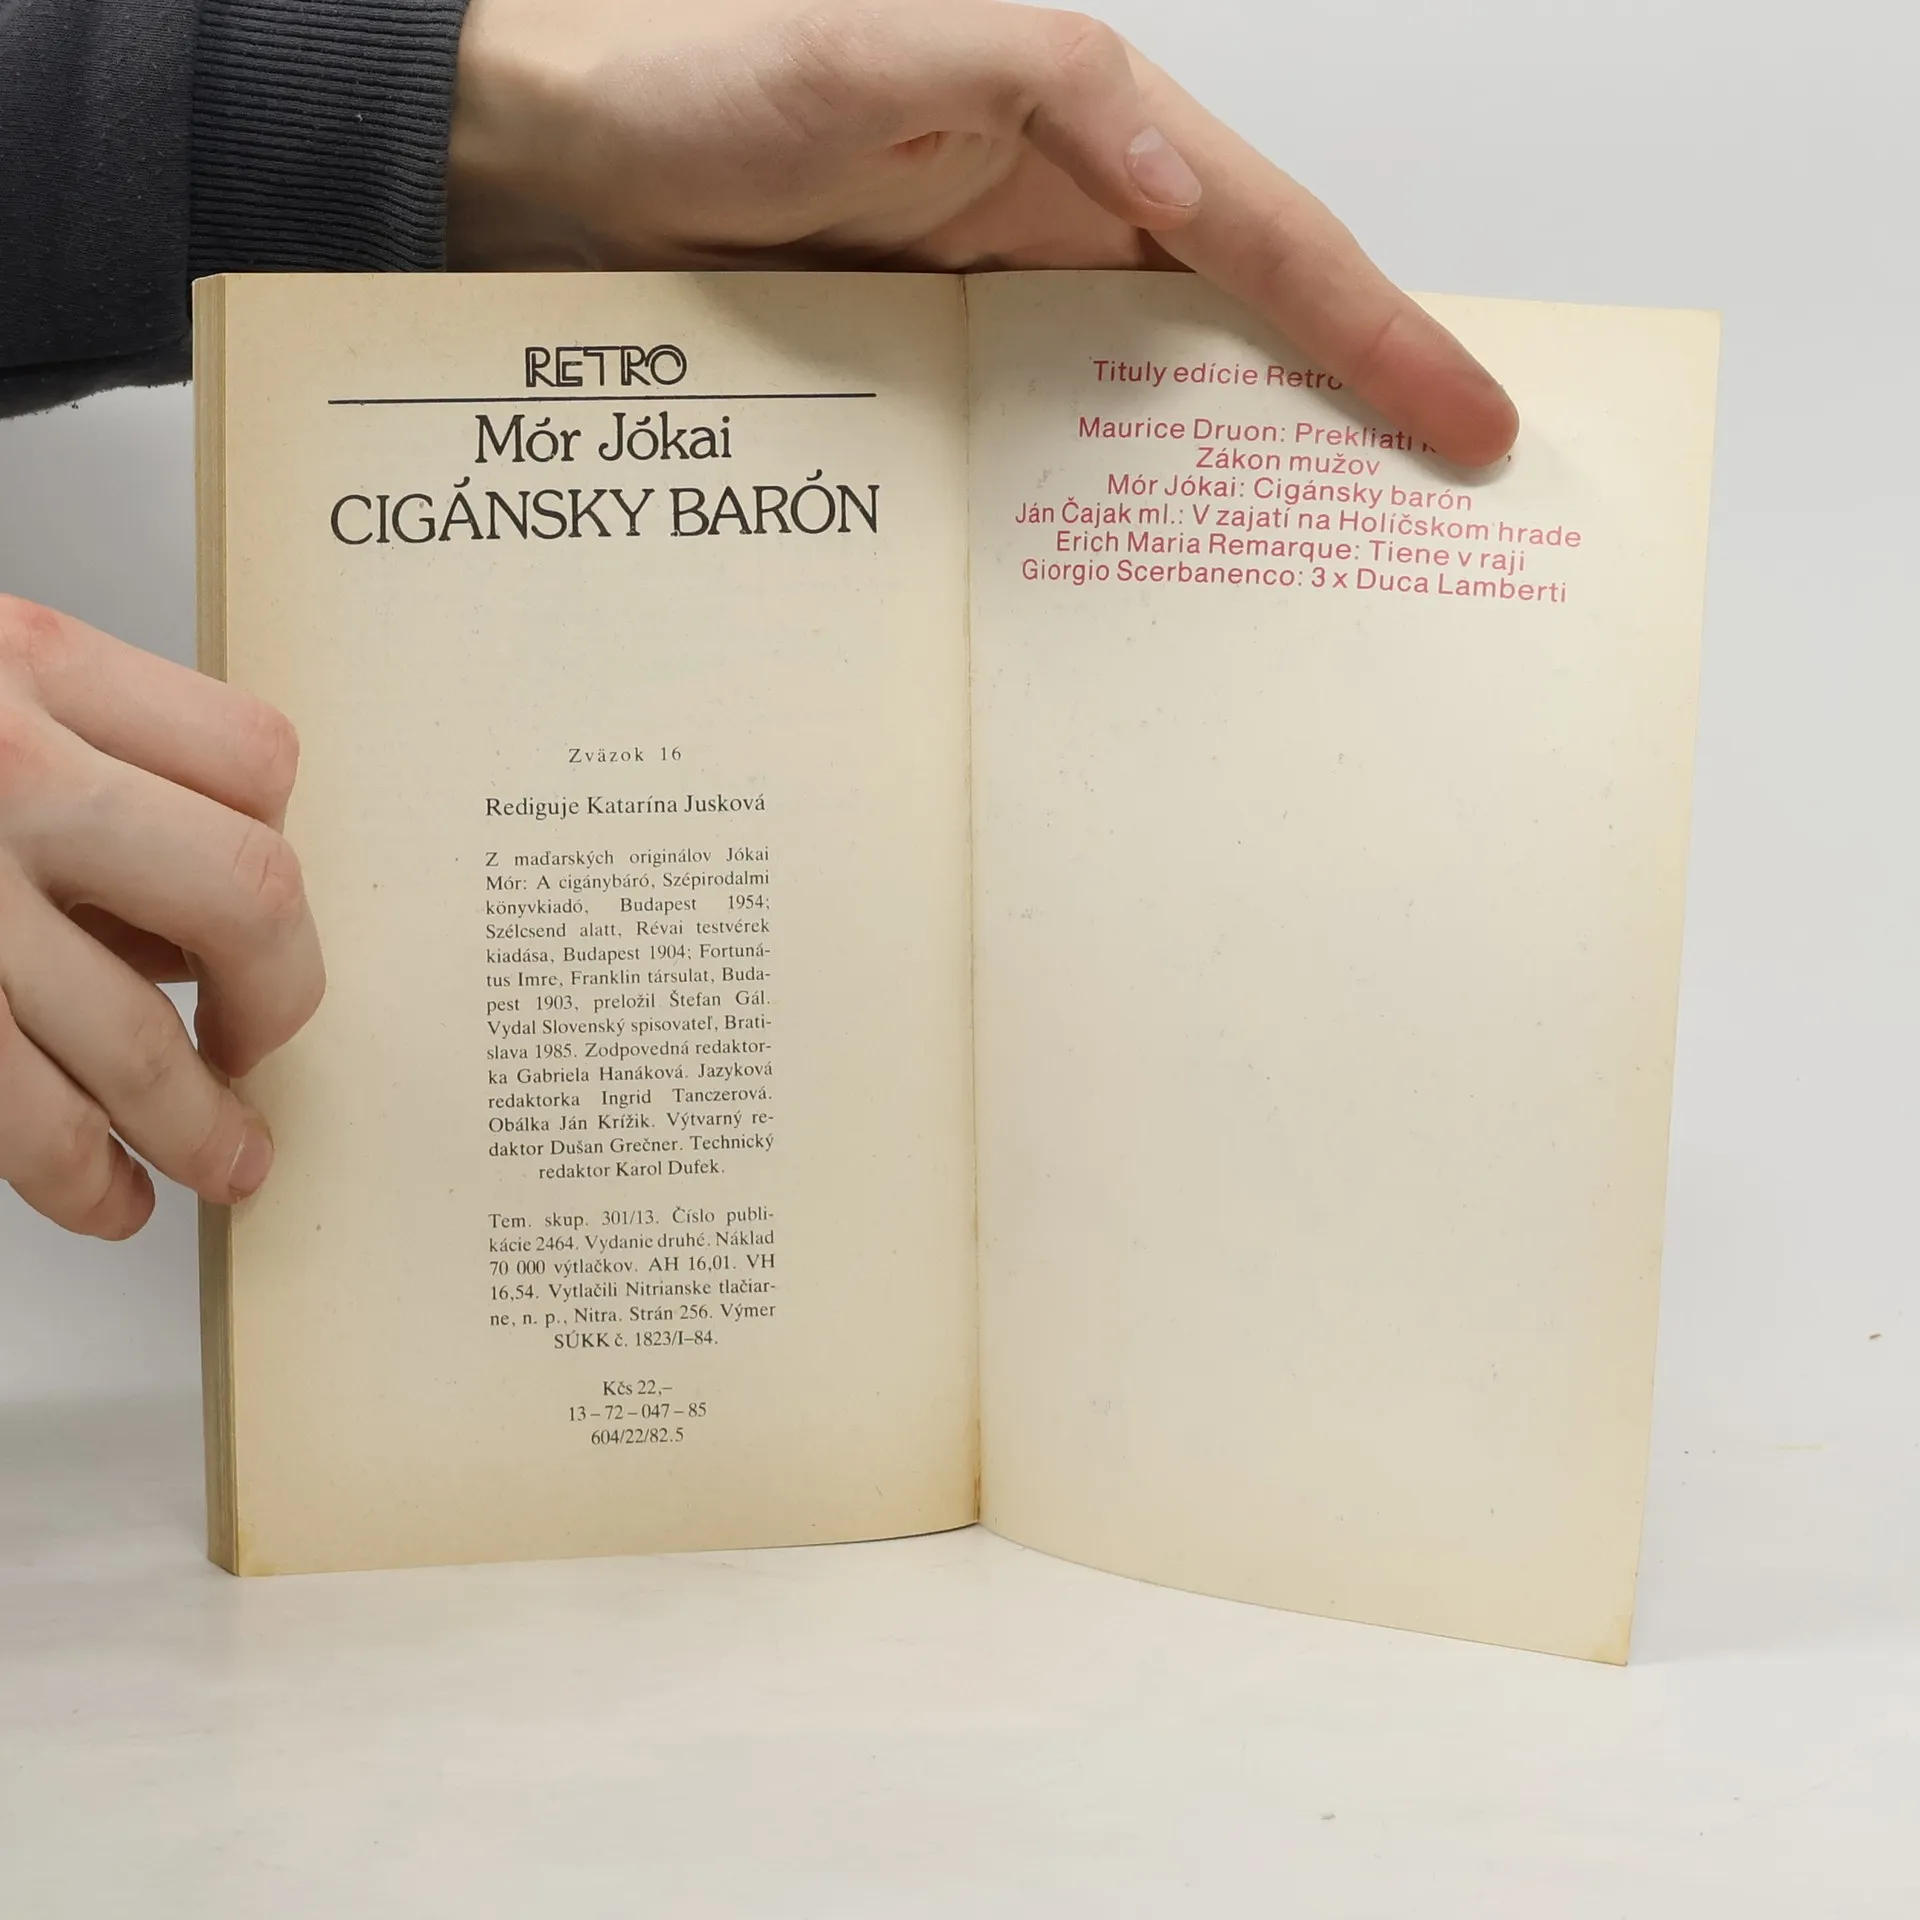 RETRO
Mór Jókai
CIGÁNSKY BARÓN
Zväzok 16
Rediguje Katarína Jusková
Z maďarských originálov Jókai
Mór: A cigánybáró, Szépirodalmi
könyvkiadó, Budapest 1954;
Szélcsend alatt, Révai testvérek
kiadása, Budapest 1904; Fortuná-
tus Imre, Franklin társulat, Buda-
pest 1903, preložil Štefan Gál.
Vydal Slovenský spisovateľ, Brati-
slava 1985. Zodpovedná redaktor-
ka Gabriela Hanáková. Jazyková
redaktorka Ingrid Tanczerová.
Obálka Ján Krížik. Výtvarný re-
daktor Dušan Grečner. Technický
redaktor Karol Dufek.
Tem. skup. 301/13. Číslo publi-
kácie 2464. Vydanie druhé. Náklad
70 000 výtlačkov. AH 16,01. VH
16,54. Vytlačili Nitrianske tlačiar-
ne, n. p., Nitra. Strán 256. Výmer
SÚKK č. 1823/I–84.
Kčs 22,–
13 – 72 – 047 – 85
604/22/82.5
Tituly edície Retro
Maurice Druon: Prekliati
Zákon mužov
Mór Jókai: Cigánsky barón
Ján Čajak ml.: V zajatí na Holíčskom hrade
Erich Maria Remarque: Tiene v raji
Giorgio Scerbanenco: 3 x Duca Lamberti